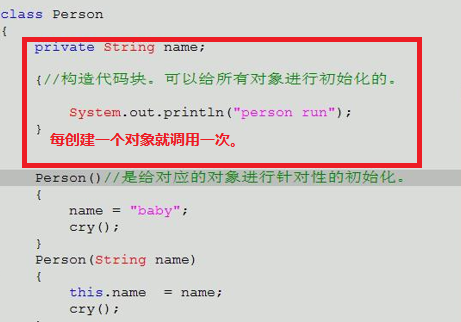 class Person
{
private String name;
{//构造代码块。可以给所有对象进行初始化的。
System.out.println("person run");
}
每创建一个对象就调用一次。
Person()//是给对应的对象进行针对性的初始化。
{
name = "baby";
cry();
}
Person(String name)
{
this.name  = name;
cry();